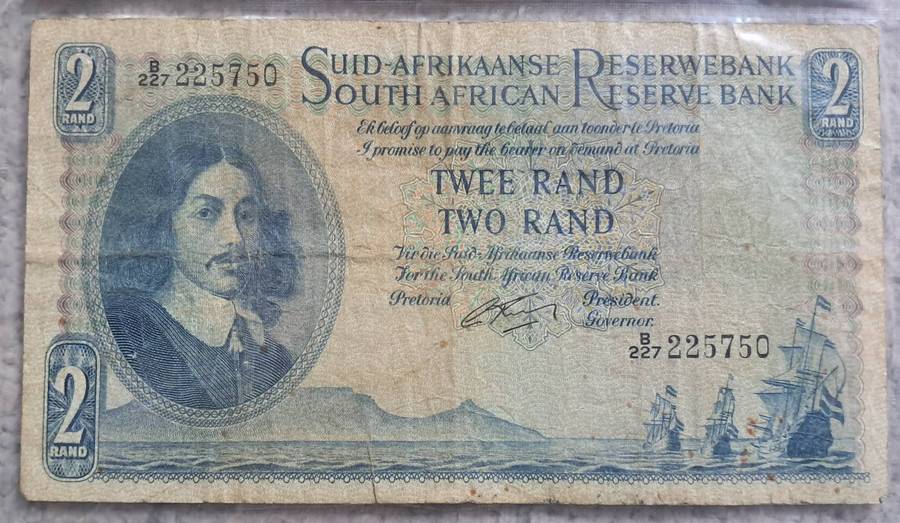 2
RAND
B/227 225750
SUID-AFRIKAANSE RESERWEBANK
SOUTH AFRICAN RESERVE BANK
2
RAND
Ek beloof op aanvraag te betaal aan toonder te Pretoria
I promise to pay the bearer on demand at Pretoria
TWEE RAND
TWO RAND
Vir die Suid-Afrikaanse Reserwebank
For the South African Reserve Bank
Pretoria President.
Governor.
B/227 225750
2
RAND